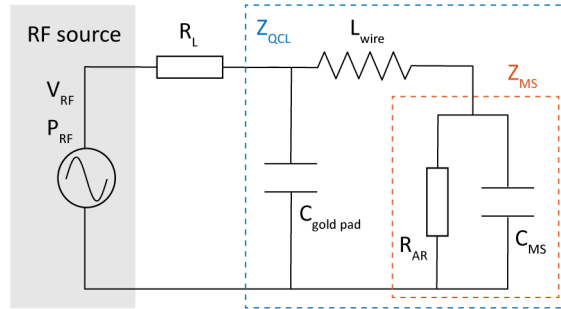 RF source
V_RF
P_RF
R_L
Z_QCL
L_wire
Z_MS
C_gold pad
R_AR
C_MS